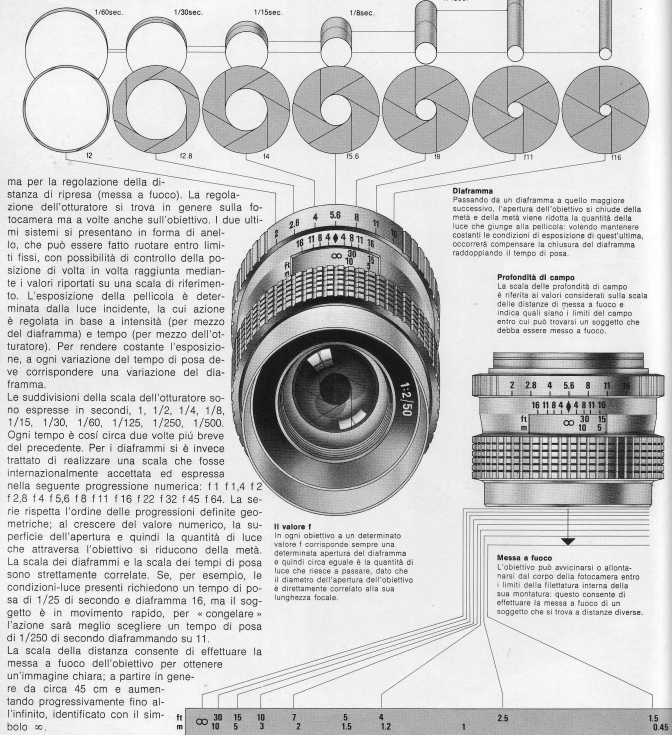 1/60sec. 1/30sec. 1/15sec. 1/8sec.
f2 f2.8 f4 f5.6 f8 f11 f16
ma per la regolazione della di-
stanza di ripresa (messa a fuoco). La regola-
zione dell'otturatore si trova in genere sulla fo-
tocamera ma a volte anche sull'obiettivo. I due ulti-
mi sistemi si presentano in forma di anel-
lo, che può essere fatto ruotare entro limi-
ti fissi, con possibilità di controllo della po-
sizione di volta in volta raggiunta median-
te i valori riportati su una scala di riferimen-
to. L'esposizione della pellicola è deter-
minata dalla luce incidente, la cui azione
è regolata in base a intensità (per mezzo
del diaframma) e tempo (per mezzo dell'ot-
turatore). Per rendere costante l'esposizio-
ne, a ogni variazione del tempo di posa de-
ve corrispondere una variazione del dia-
framma.
Le suddivisioni della scala dell'otturatore so-
no espresse in secondi, 1, 1/2, 1/4, 1/8,
1/15, 1/30, 1/60, 1/125, 1/250, 1/500.
Ogni tempo è cosí circa due volte piú breve
del precedente. Per i diaframmi si è invece
trattato di realizzare una scala che fosse
internazionalmente accettata ed espressa
nella seguente progressione numerica: f 1 f 1,4 f 2
f 2,8 f 4 f 5,6 f 8 f 11 f 16 f 22 f 32 f 45 f 64. La se-
rie rispetta l'ordine delle progressioni definite geo-
metriche; al crescere del valore numerico, la su-
perficie dell'apertura e quindi la quantità di luce
che attraversa l'obiettivo si riducono della metà.
La scala dei diaframmi e la scala dei tempi di posa
sono strettamente correlate. Se, per esempio, le
condizioni-luce presenti richiedono un tempo di po-
sa di 1/25 di secondo e diaframma 16, ma il sog-
getto è in movimento rapido, per «congelare»
l'azione sarà meglio scegliere un tempo di posa
di 1/250 di secondo diaframmando su 11.
La scala della distanza consente di effettuare la
messa a fuoco dell'obiettivo per ottenere
un'immagine chiara; a partire in gene-
re da circa 45 cm e aumen-
tando progressivamente fino al-
l'infinito, identificato con il sim-
bolo ∞.
2 2.8 4 5.6 8 11 16
16 11 8 4 4 8 11 16
ft ∞ 30 15
m 10 5
1:2/50
Il valore f
In ogni obiettivo a un determinato
valore f corrisponde sempre una
determinata apertura del diaframma
e quindi circa eguale è la quantità di
luce che riesce a passare, dato che
il diametro dell'apertura dell'obiettivo
è direttamente correlato alla sua
lunghezza focale.
Diaframma
Passando da un diaframma a quello maggiore
successivo, l'apertura dell'obiettivo si chiude della
metà e della metà viene ridotta la quantità della
luce che giunge alla pellicola: volendo mantenere
costanti le condizioni di esposizione di quest'ultima,
occorrerà compensare la chiusura del diaframma
raddoppiando il tempo di posa.
Profondità di campo
La scala delle profondità di campo
è riferita ai valori considerati sulla scala
delle distanze di messa a fuoco e
indica quali siano i limiti del campo
entro cui può trovarsi un soggetto che
debba essere messo a fuoco.
2 2.8 4 5.6 8 11 16
16 11 8 4 4 8 11 16
ft ∞ 30 15
m 10 5
Messa a fuoco
L'obiettivo può avvicinarsi o allonta-
narsi dal corpo della fotocamera entro
i limiti della filettatura interna della
sua montatura: questo consente di
effettuare la messa a fuoco di un
soggetto che si trova a distanze diverse.
ft ∞ 30 15 10 7 5 4 2.5 1.5
m 10 5 3 2 1.5 1.2 1 0.45